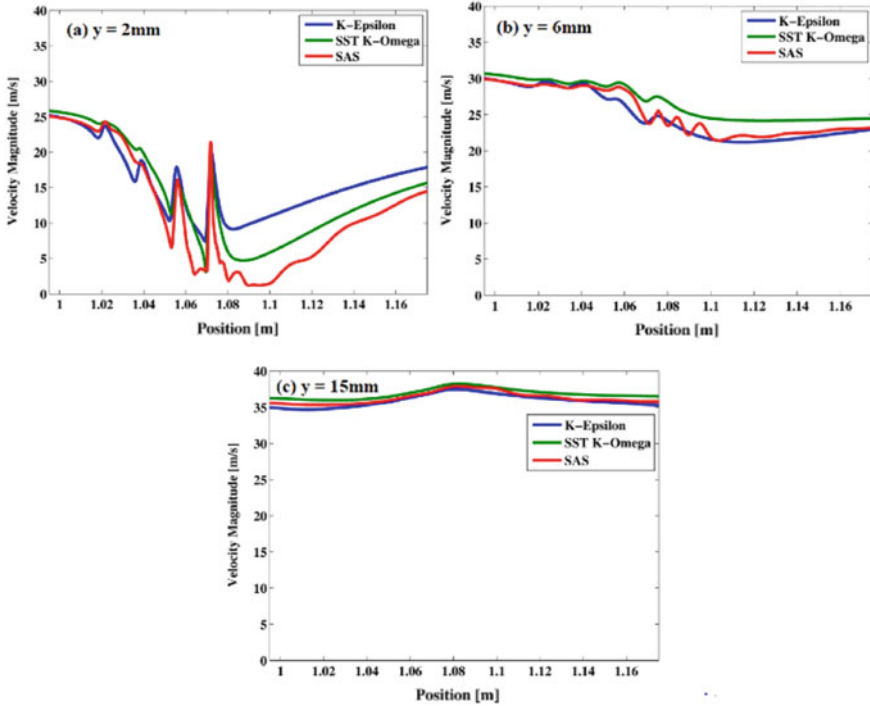 (a) y = 2mm
K-Epsilon
SST K-Omega
SAS
Velocity Magnitude [m/s]
40
35
30
25
20
15
10
5
0
1 1.02 1.04 1.06 1.08 1.1 1.12 1.14 1.16
Position [m]
(b) y = 6mm
K-Epsilon
SST K-Omega
SAS
Velocity Magnitude [m/s]
40
35
30
25
20
15
10
5
0
1 1.02 1.04 1.06 1.08 1.1 1.12 1.14 1.16
Position [m]
(c) y = 15mm
K-Epsilon
SST K-Omega
SAS
Velocity Magnitude [m/s]
40
35
30
25
20
15
10
5
0
1 1.02 1.04 1.06 1.08 1.1 1.12 1.14 1.16
Position [m]